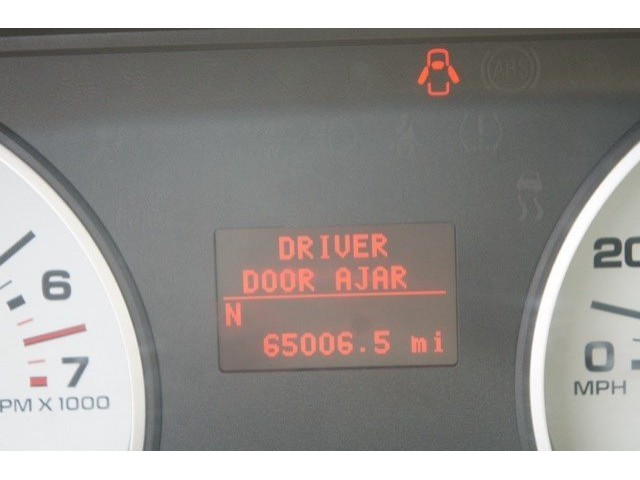 ABS
DRIVER
DOOR AJAR
N
65006.5 mi
6
7
PM X 1000
20
0
MPH